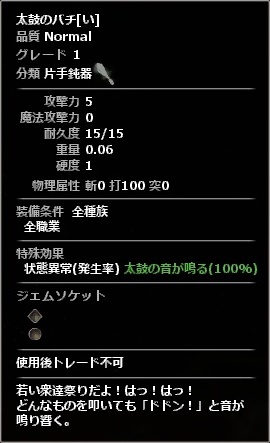 太鼓のバチ[い]
品質 Normal
グレード 1
分類 片手鈍器
攻撃力 5
魔法攻撃力 0
耐久度 15/15
重量 0.06
硬度 1
物理属性 斬0 打100 突0
装備条件 全種族
全職業
特殊効果
状態異常(発生率) 太鼓の音が鳴る(100%)
ジェムソケット
使用後トレード不可
若い衆達祭りだよ！はっ！はっ！
どんなものを叩いても「ドドン！」と音が
鳴り響く。